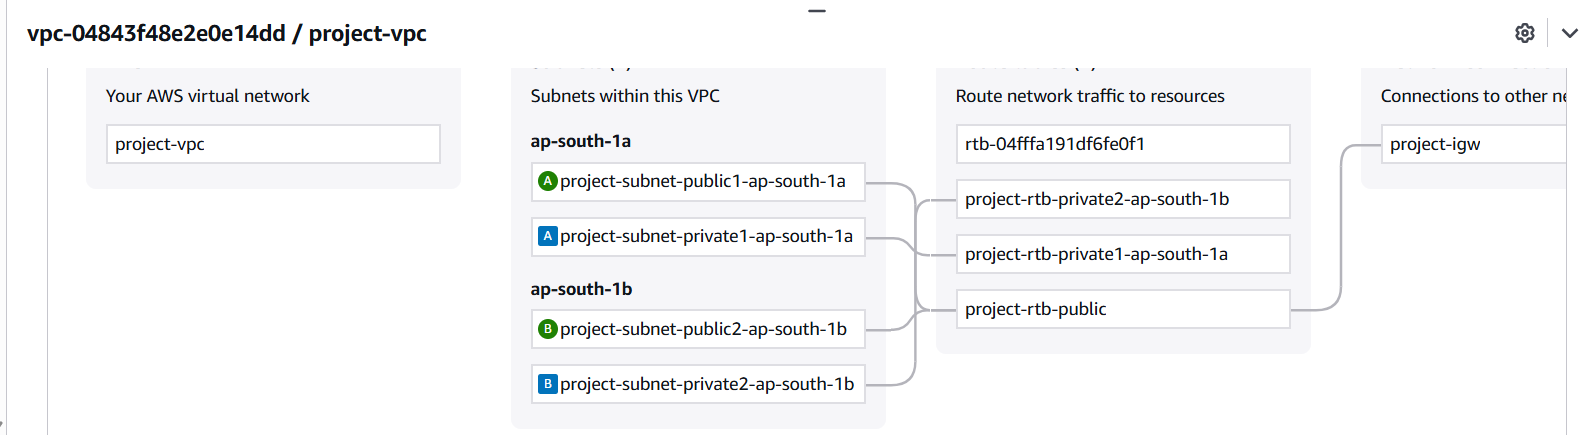 vpc-04843f48e2e0e14dd / project-vpc
Your AWS virtual network
project-vpc
Subnets within this VPC
ap-south-1a
A project-subnet-public1-ap-south-1a
A project-subnet-private1-ap-south-1a
ap-south-1b
B project-subnet-public2-ap-south-1b
B project-subnet-private2-ap-south-1b
Route network traffic to resources
rtb-04fffa191df6fe0f1
project-rtb-private2-ap-south-1b
project-rtb-private1-ap-south-1a
project-rtb-public
Connections to other
project-igw